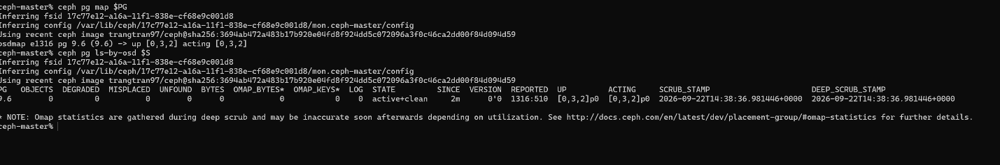 ceph-master% ceph pg map $PG
Inferring fsid 17c77e12-a16a-11f1-838e-cf68e9c001d8
Inferring config /var/lib/ceph/17c77e12-a16a-11f1-838e-cf68e9c001d8/mon.ceph-master/config
Using recent ceph image trangtran97/ceph@sha256:3694ab472a483b17b920e04fd8f924dd5c072096a3f0c46ca2dd00f84d094d59
osdmap e1316 pg 9.6 (9.6) -> up [0,3,2] acting [0,3,2]
ceph-master% ceph pg ls-by-osd $S
Inferring fsid 17c77e12-a16a-11f1-838e-cf68e9c001d8
Inferring config /var/lib/ceph/17c77e12-a16a-11f1-838e-cf68e9c001d8/mon.ceph-master/config
Using recent ceph image trangtran97/ceph@sha256:3694ab472a483b17b920e04fd8f924dd5c072096a3f0c46ca2dd00f84d094d59
PG OBJECTS DEGRADED MISPLACED UNFOUND BYTES OMAP_BYTES* OMAP_KEYS* LOG STATE SINCE VERSION REPORTED UP ACTING SCRUB_STAMP DEEP_SCRUB_STAMP
9.6 0 0 0 0 0 0 0 0 active+clean 2m 0'0 1316:510 [0,3,2]p0 [0,3,2]p0 2026-09-22T14:38:36.981446+0000 2026-09-22T14:38:36.981446+0000
* NOTE: Omap statistics are gathered during deep scrub and may be inaccurate soon afterwards depending on utilization. See http://docs.ceph.com/en/latest/dev/placement-group/#omap-statistics for further details.
ceph-master%